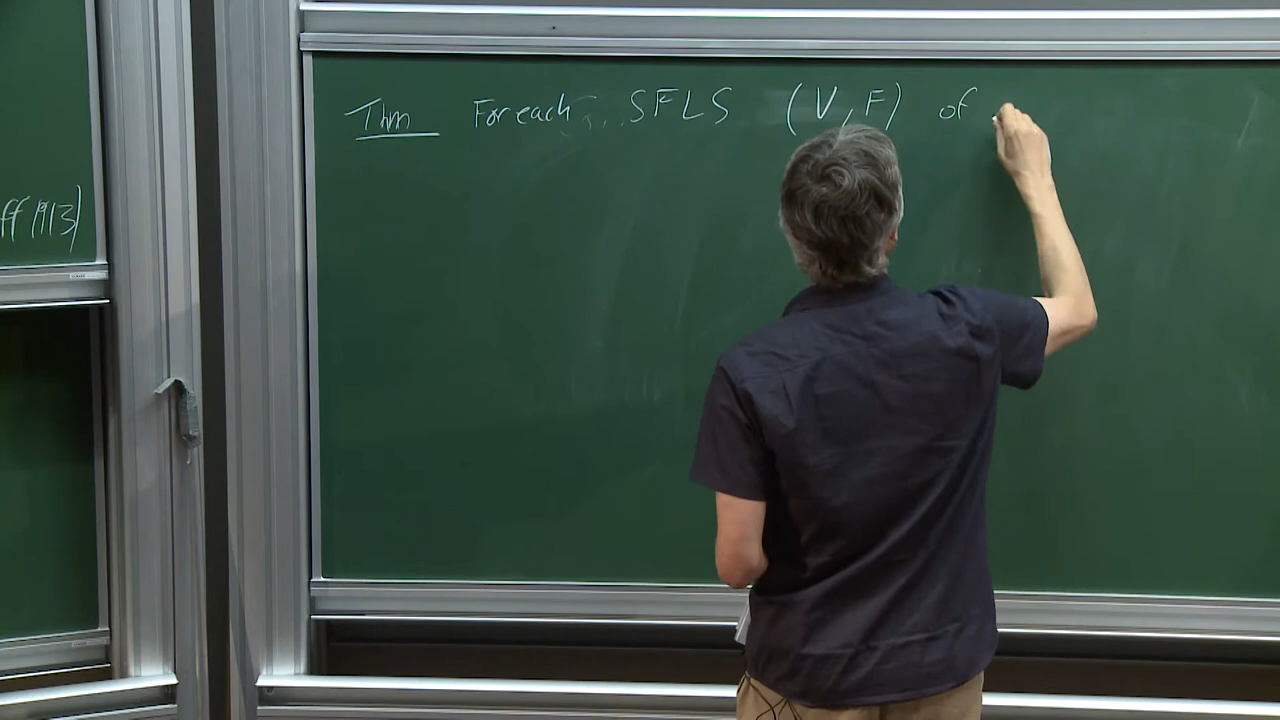 ff 1913)
Thm For each SFLS (V, F) of